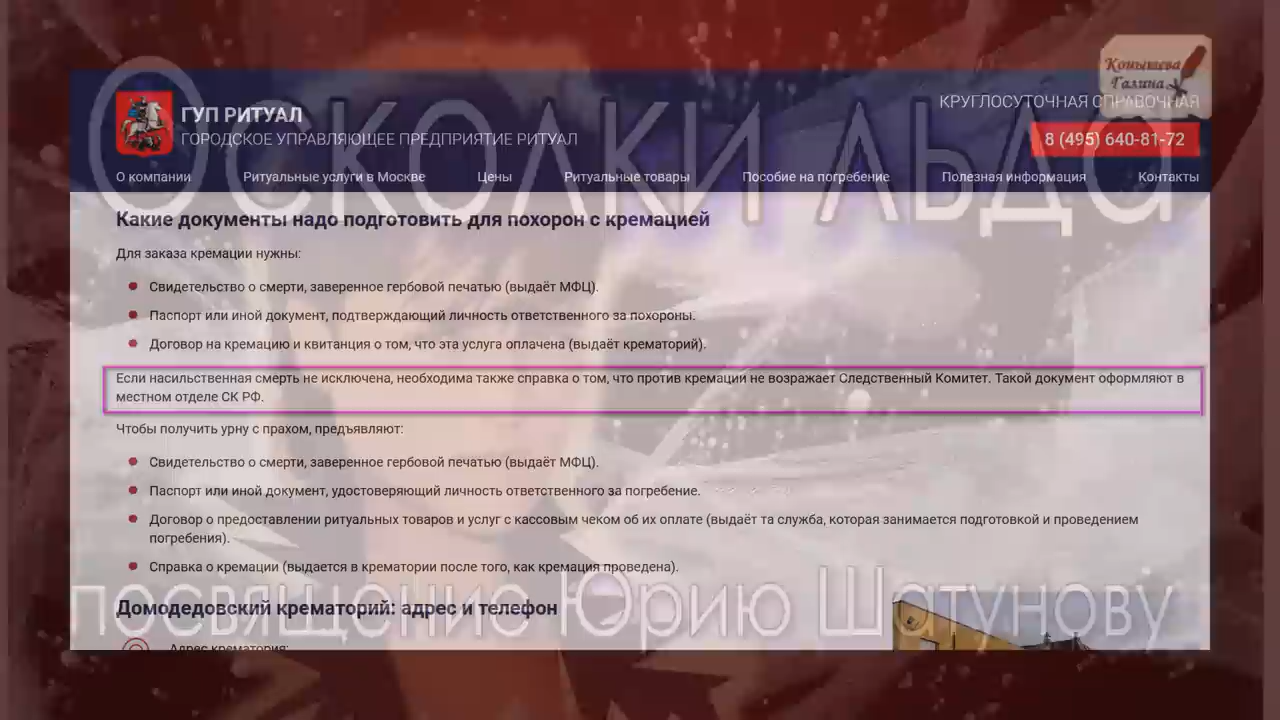 Конышева
Галина
Осколки льда
ГУП РИТУАЛ
КРУГЛОСУТОЧНАЯ СПРАВОЧНАЯ
ГОРОДСКОЕ УПРАВЛЯЮЩЕЕ ПРЕДПРИЯТИЕ РИТУАЛ
8 (495) 640-81-72
О компании Ритуальные услуги в Москве Цены Ритуальные товары Пособие на погребение Полезная информация Контакты
Какие документы надо подготовить для похорон с кремацией
Для заказа кремации нужны:
Свидетельство о смерти, заверенное гербовой печатью (выдаёт МФЦ).
Паспорт или иной документ, подтверждающий личность ответственного за похороны.
Договор на кремацию и квитанция о том, что эта услуга оплачена (выдаёт крематорий).
Если насильственная смерть не исключена, необходима также справка о том, что против кремации не возражает Следственный Комитет. Такой документ оформляют в
местном отделе СК РФ.
Чтобы получить урну с прахом, предъявляют:
Свидетельство о смерти, заверенное гербовой печатью (выдаёт МФЦ).
Паспорт или иной документ, удостоверяющий личность ответственного за погребение.
Договор о предоставлении ритуальных товаров и услуг с кассовым чеком об их оплате (выдаёт та служба, которая занимается подготовкой и проведением
погребения).
Справка о кремации (выдается в крематории после того, как кремация проведена).
посвящение Юрию Шатунову
Домодедовский крематорий: адрес и телефон
Адрес крематория: